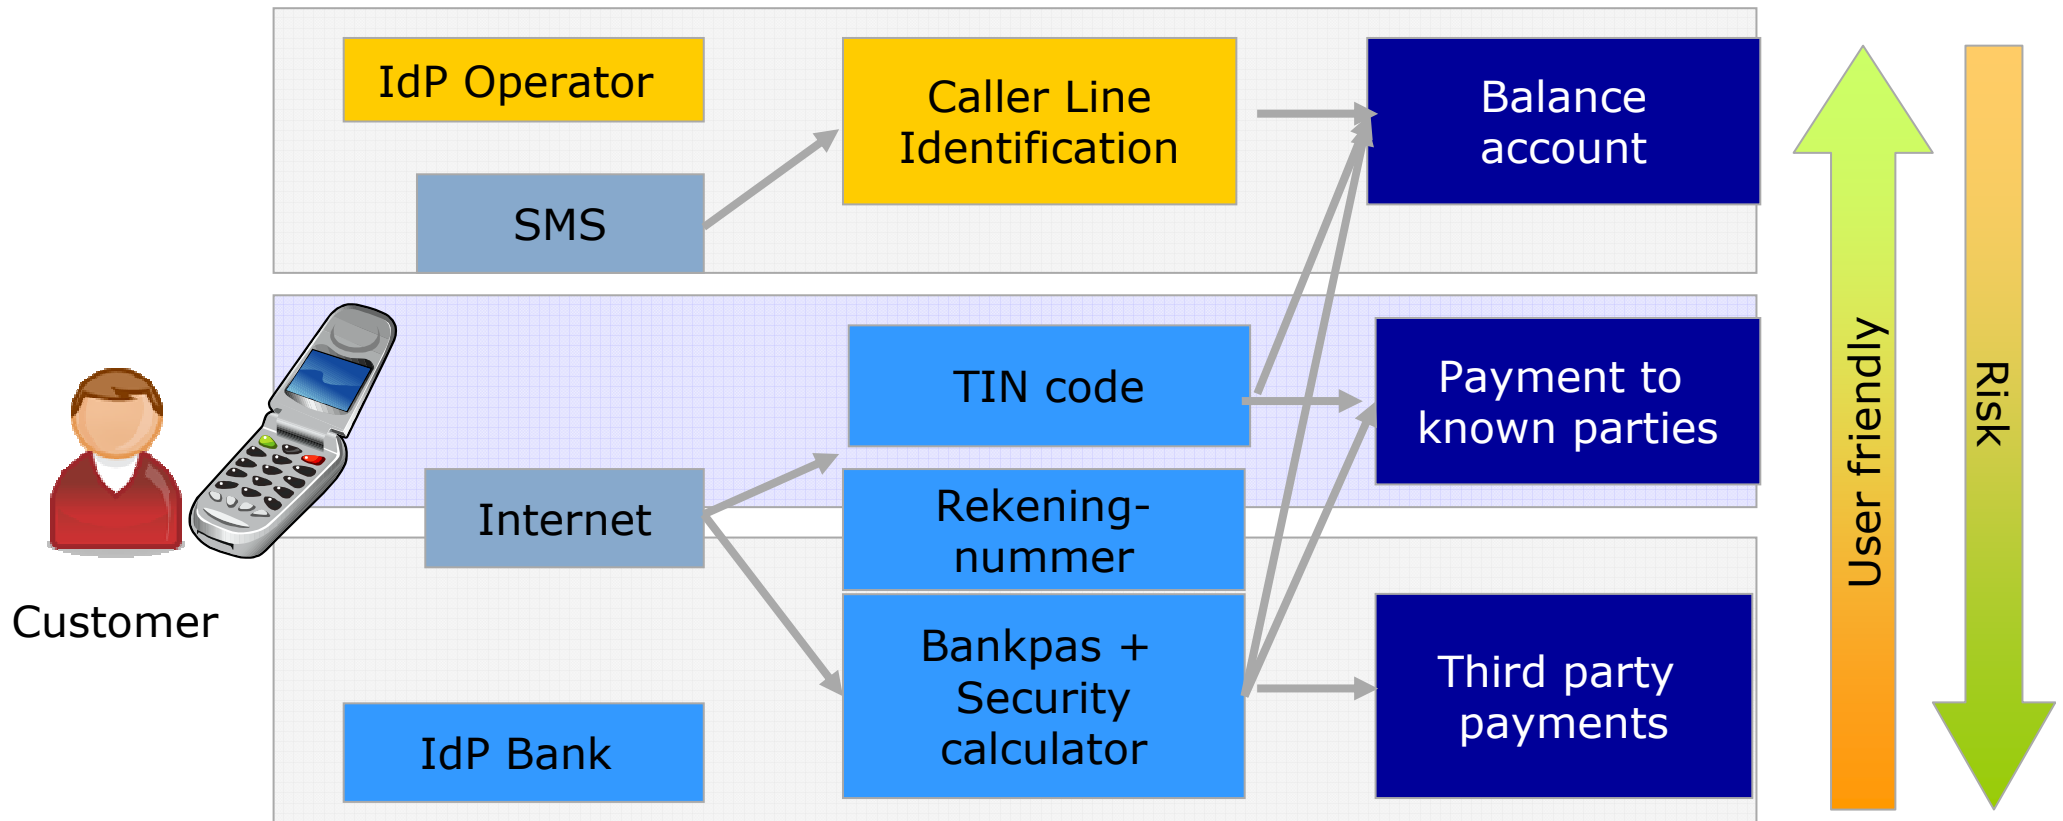 IdP Operator
Caller Line
Identification
Balance
account
SMS
TIN code
Payment to
known parties
Internet
Rekening-
nummer
Customer
Bankpas +
Security
calculator
Third party
payments
IdP Bank
User friendly
Risk